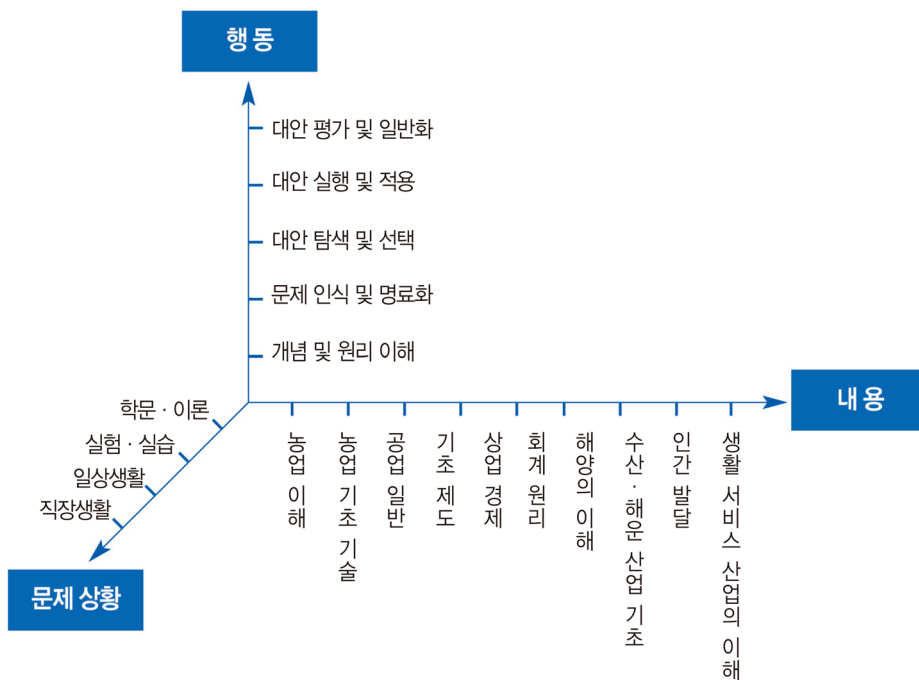 행동
대안 평가 및 일반화
대안 실행 및 적용
대안 탐색 및 선택
문제 인식 및 명료화
개념 및 원리 이해
내용
학문 · 이론
실험 · 실습
일상생활
직장생활
문제 상황
농업 이해
농업 기초 기술
공업 일반
기초 제도
상업 경제
회계 원리
해양의 이해
수산 · 해운 산업 기초
인간 발달
생활 서비스 산업의 이해